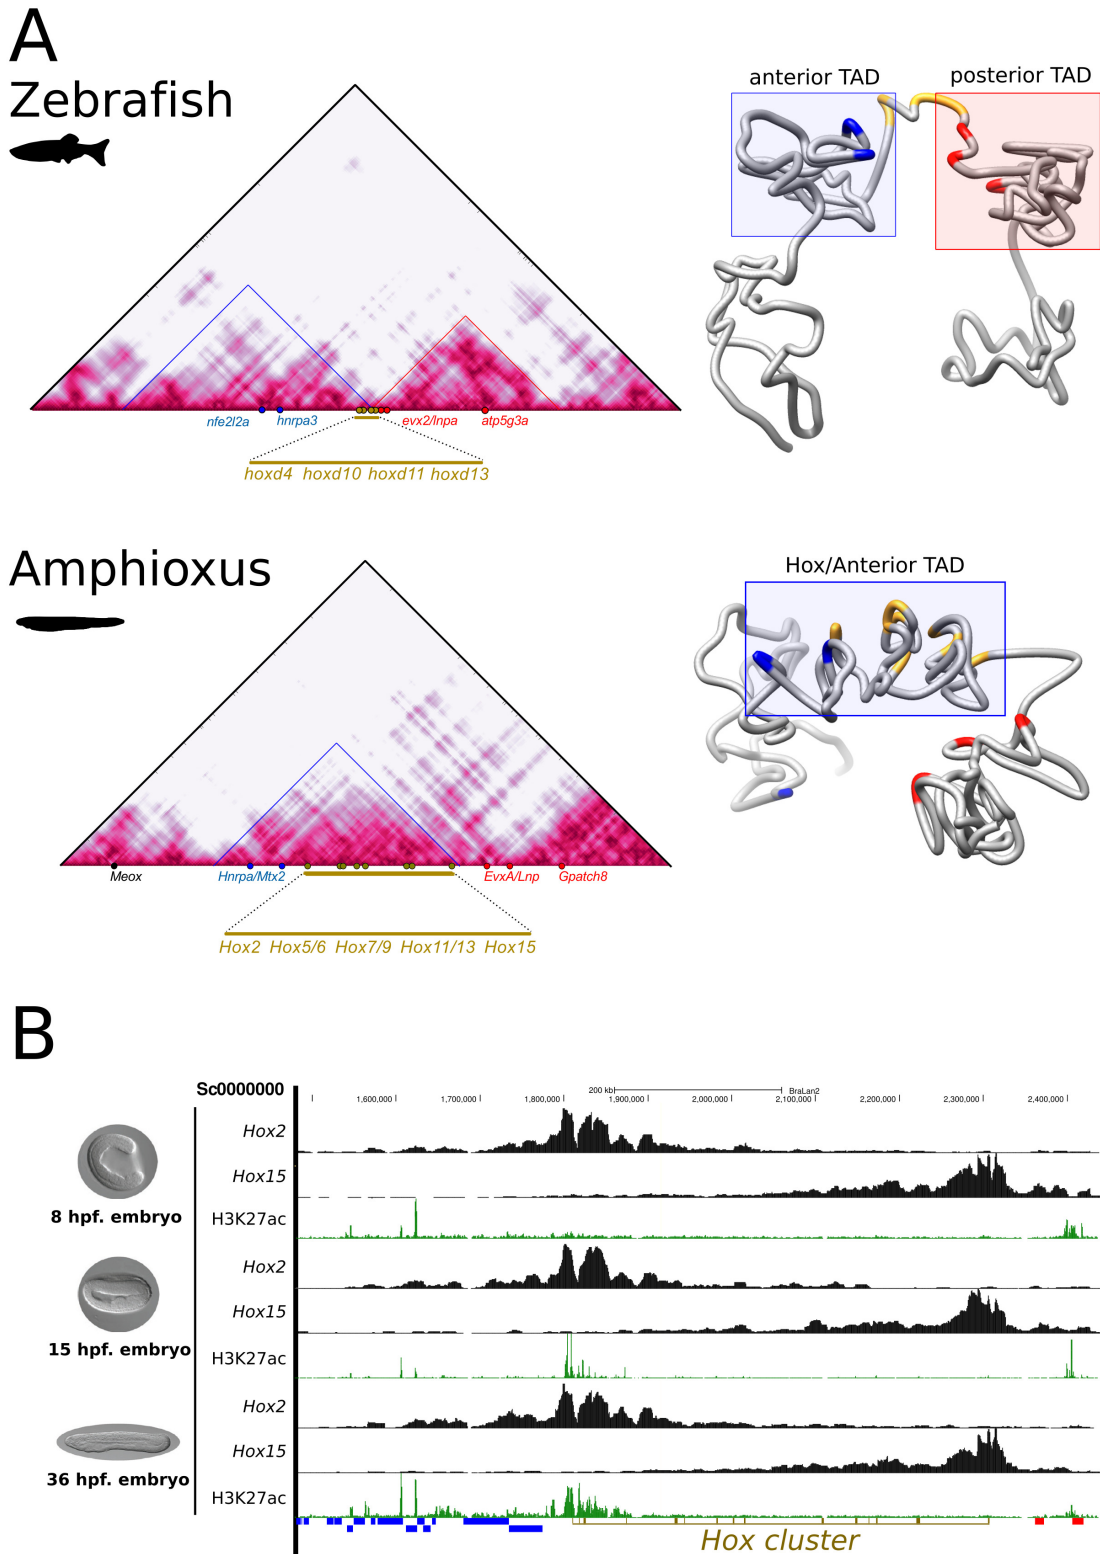 A
Zebrafish
anterior TAD
posterior TAD
nfe2l2a
hnrpa3
evx2/lnpa
atp5g3a
hoxd4 hoxd10 hoxd11 hoxd13
Amphioxus
Hox/Anterior TAD
Meox
Hnrpa/Mtx2
EvxA/Lnp
Gpatch8
Hox2 Hox5/6 Hox7/9 Hox11/13 Hox15
B
Sc0000000
200 kb
BraLan2
1,600,000 1,700,000 1,800,000 1,900,000 2,000,000 2,100,000 2,200,000 2,300,000 2,400,000
Hox2
Hox15
8 hpf. embryo
H3K27ac
Hox2
Hox15
15 hpf. embryo
H3K27ac
Hox2
Hox15
36 hpf. embryo
H3K27ac
Hox cluster